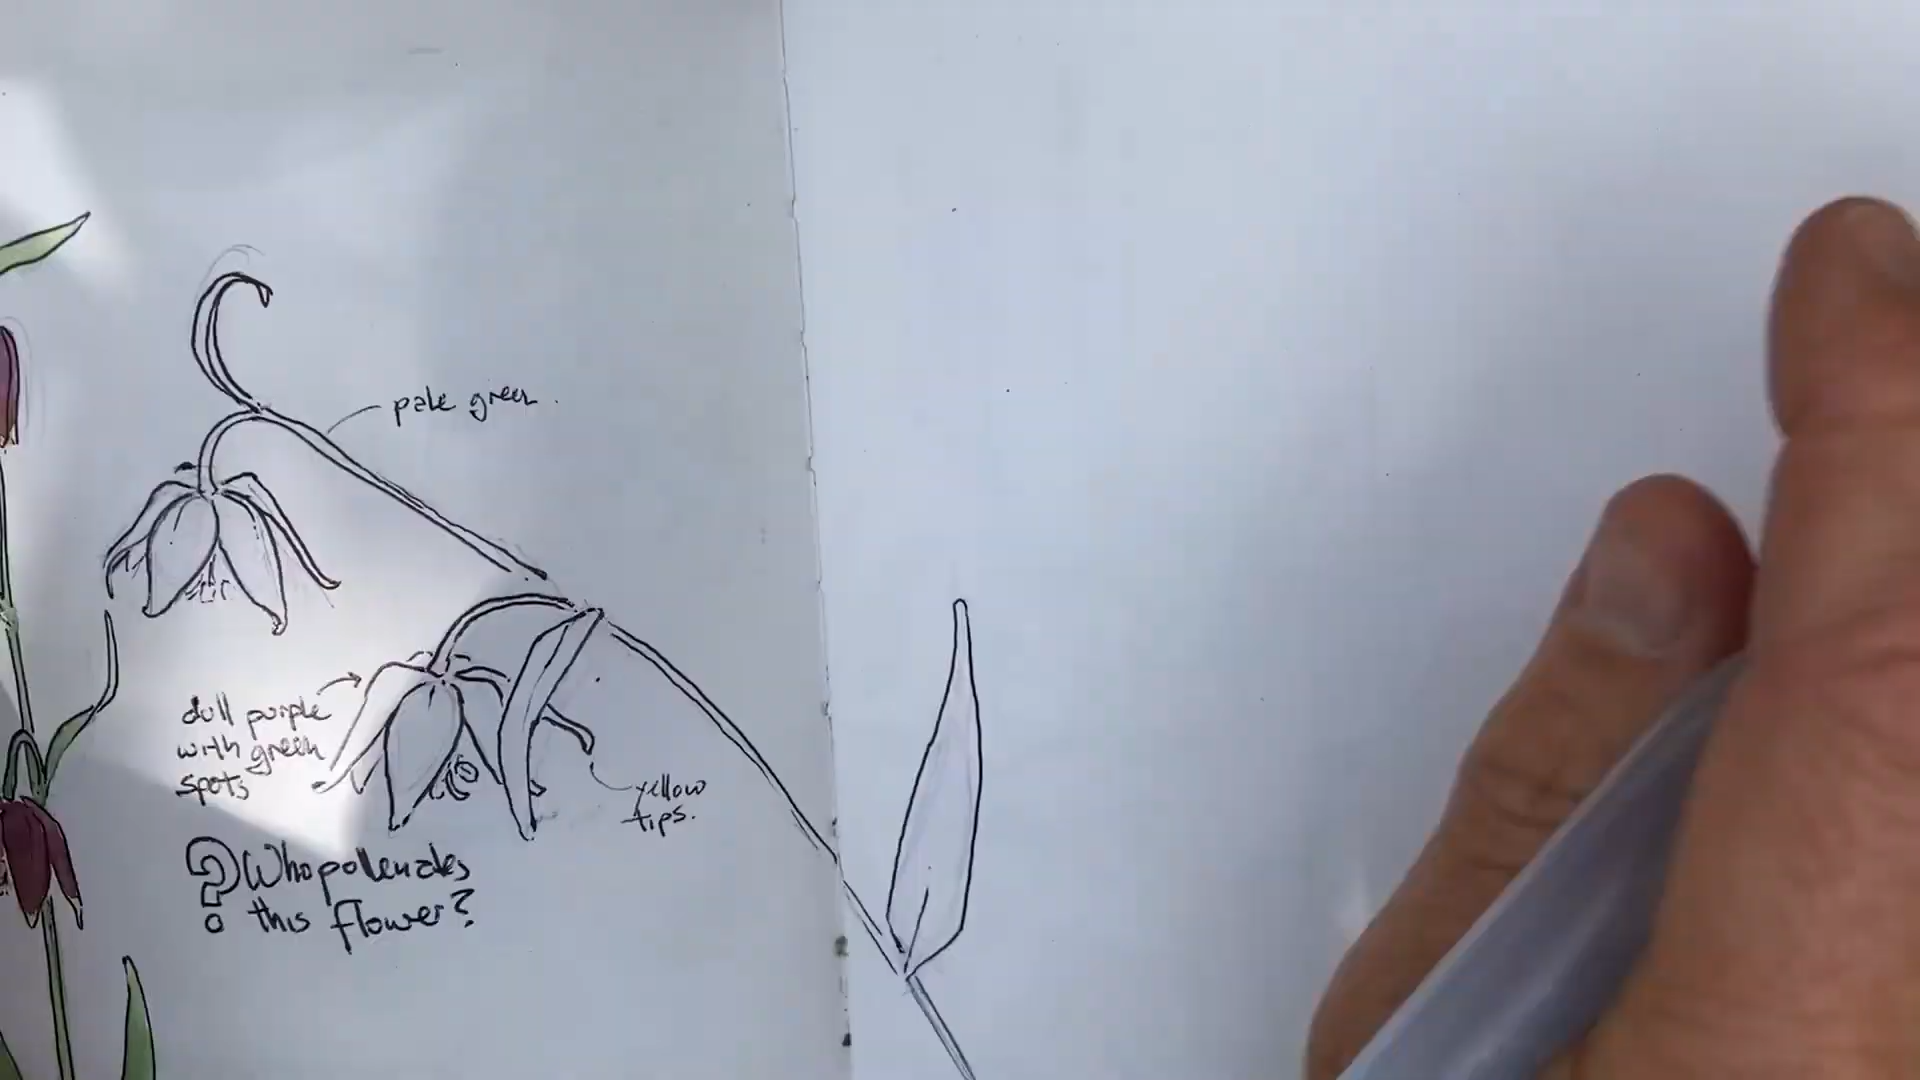 pale green.
dull purple
with green
spots
yellow
tips.
? Who pollenates
this flower?